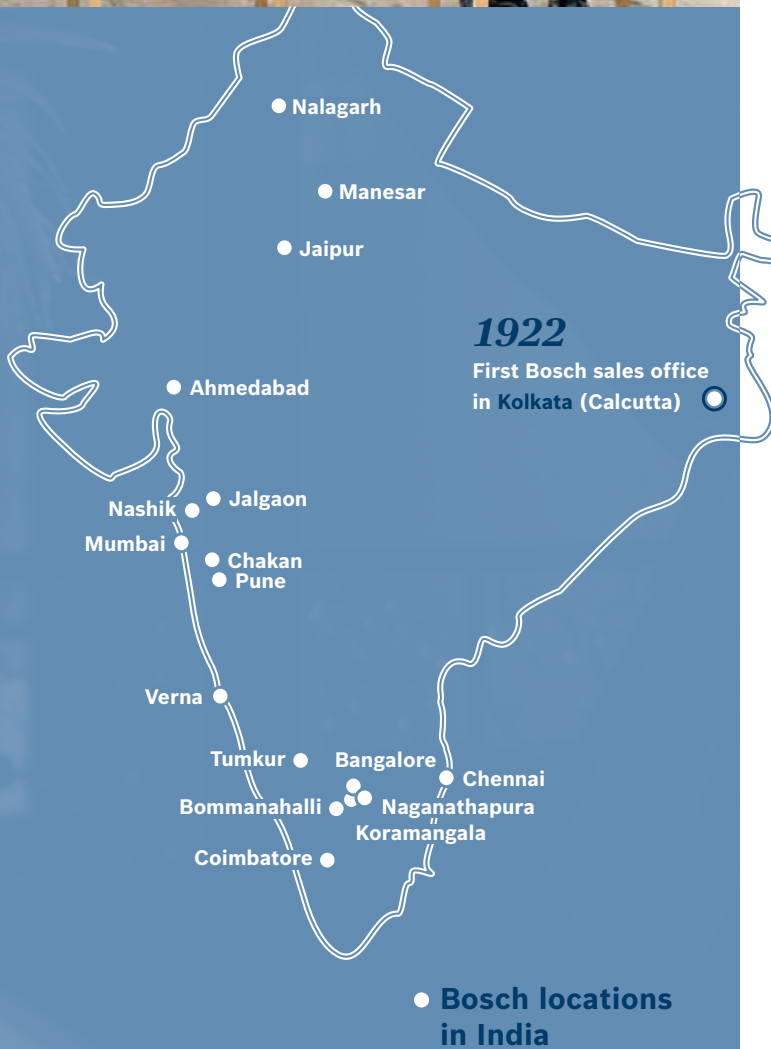 Nalagarh
Manesar
Jaipur
1922
First Bosch sales office
in Kolkata (Calcutta)
Ahmedabad
Jalgaon
Nashik
Mumbai
Chakan
Pune
Verna
Tumkur
Bangalore
Chennai
Bommanahalli
Naganathapura
Koramangala
Coimbatore
Bosch locations
in India